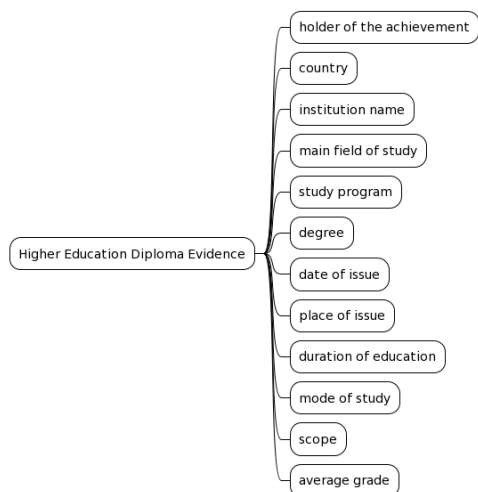 holder of the achievement
country
institution name
main field of study
study program
Higher Education Diploma Evidence
degree
date of issue
place of issue
duration of education
mode of study
scope
average grade